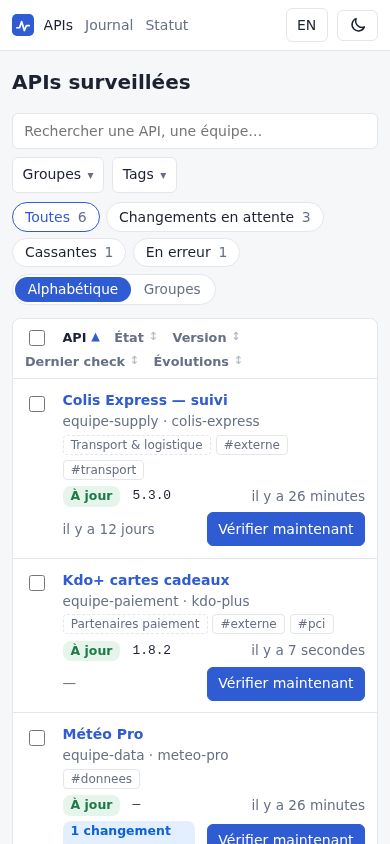 APIs Journal Statut EN
APIs surveillées
Rechercher une API, une équipe…
Groupes ▾ Tags ▾
Toutes 6 Changements en attente 3
Cassantes 1 En erreur 1
Alphabétique Groupes
API ▲ État ↕ Version ↕
Dernier check ↕ Évolutions ↕
Colis Express — suivi
equipe-supply · colis-express
Transport & logistique #externe
#transport
À jour 5.3.0 il y a 26 minutes
il y a 12 jours Vérifier maintenant
Kdo+ cartes cadeaux
equipe-paiement · kdo-plus
Partenaires paiement #externe #pci
À jour 1.8.2 il y a 7 secondes
— Vérifier maintenant
Météo Pro
equipe-data · meteo-pro
#donnees
À jour — il y a 26 minutes
1 changement Vérifier maintenant